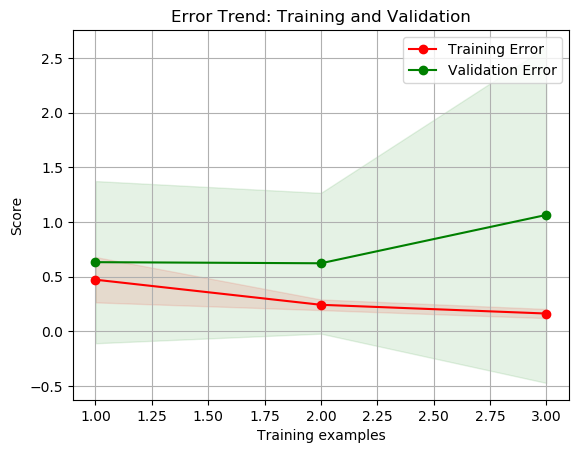 Error Trend: Training and Validation
Training Error
Validation Error
2.5
2.0
1.5
1.0
0.5
0.0
−0.5
Score
1.00 1.25 1.50 1.75 2.00 2.25 2.50 2.75 3.00
Training examples